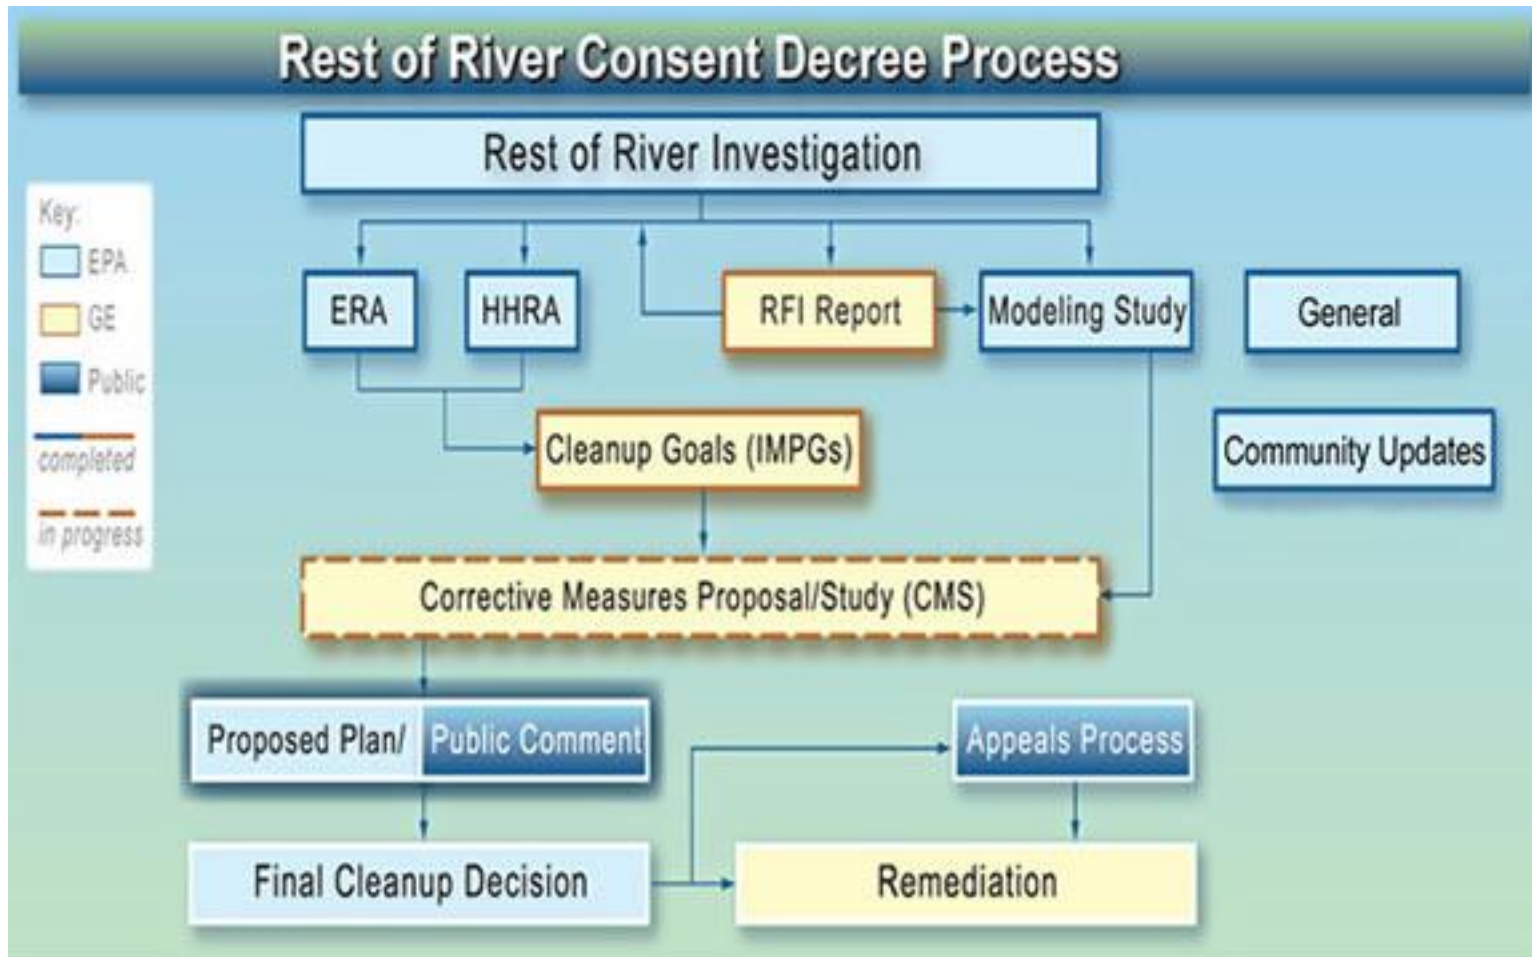 Rest of River Consent Decree Process
Rest of River Investigation
Key:
EPA
GE
Public
completed
in progress
ERA
HHRA
RFI Report
Modeling Study
General
Cleanup Goals (IMPGs)
Community Updates
Corrective Measures Proposal/Study (CMS)
Proposed Plan/ Public Comment
Appeals Process
Final Cleanup Decision
Remediation